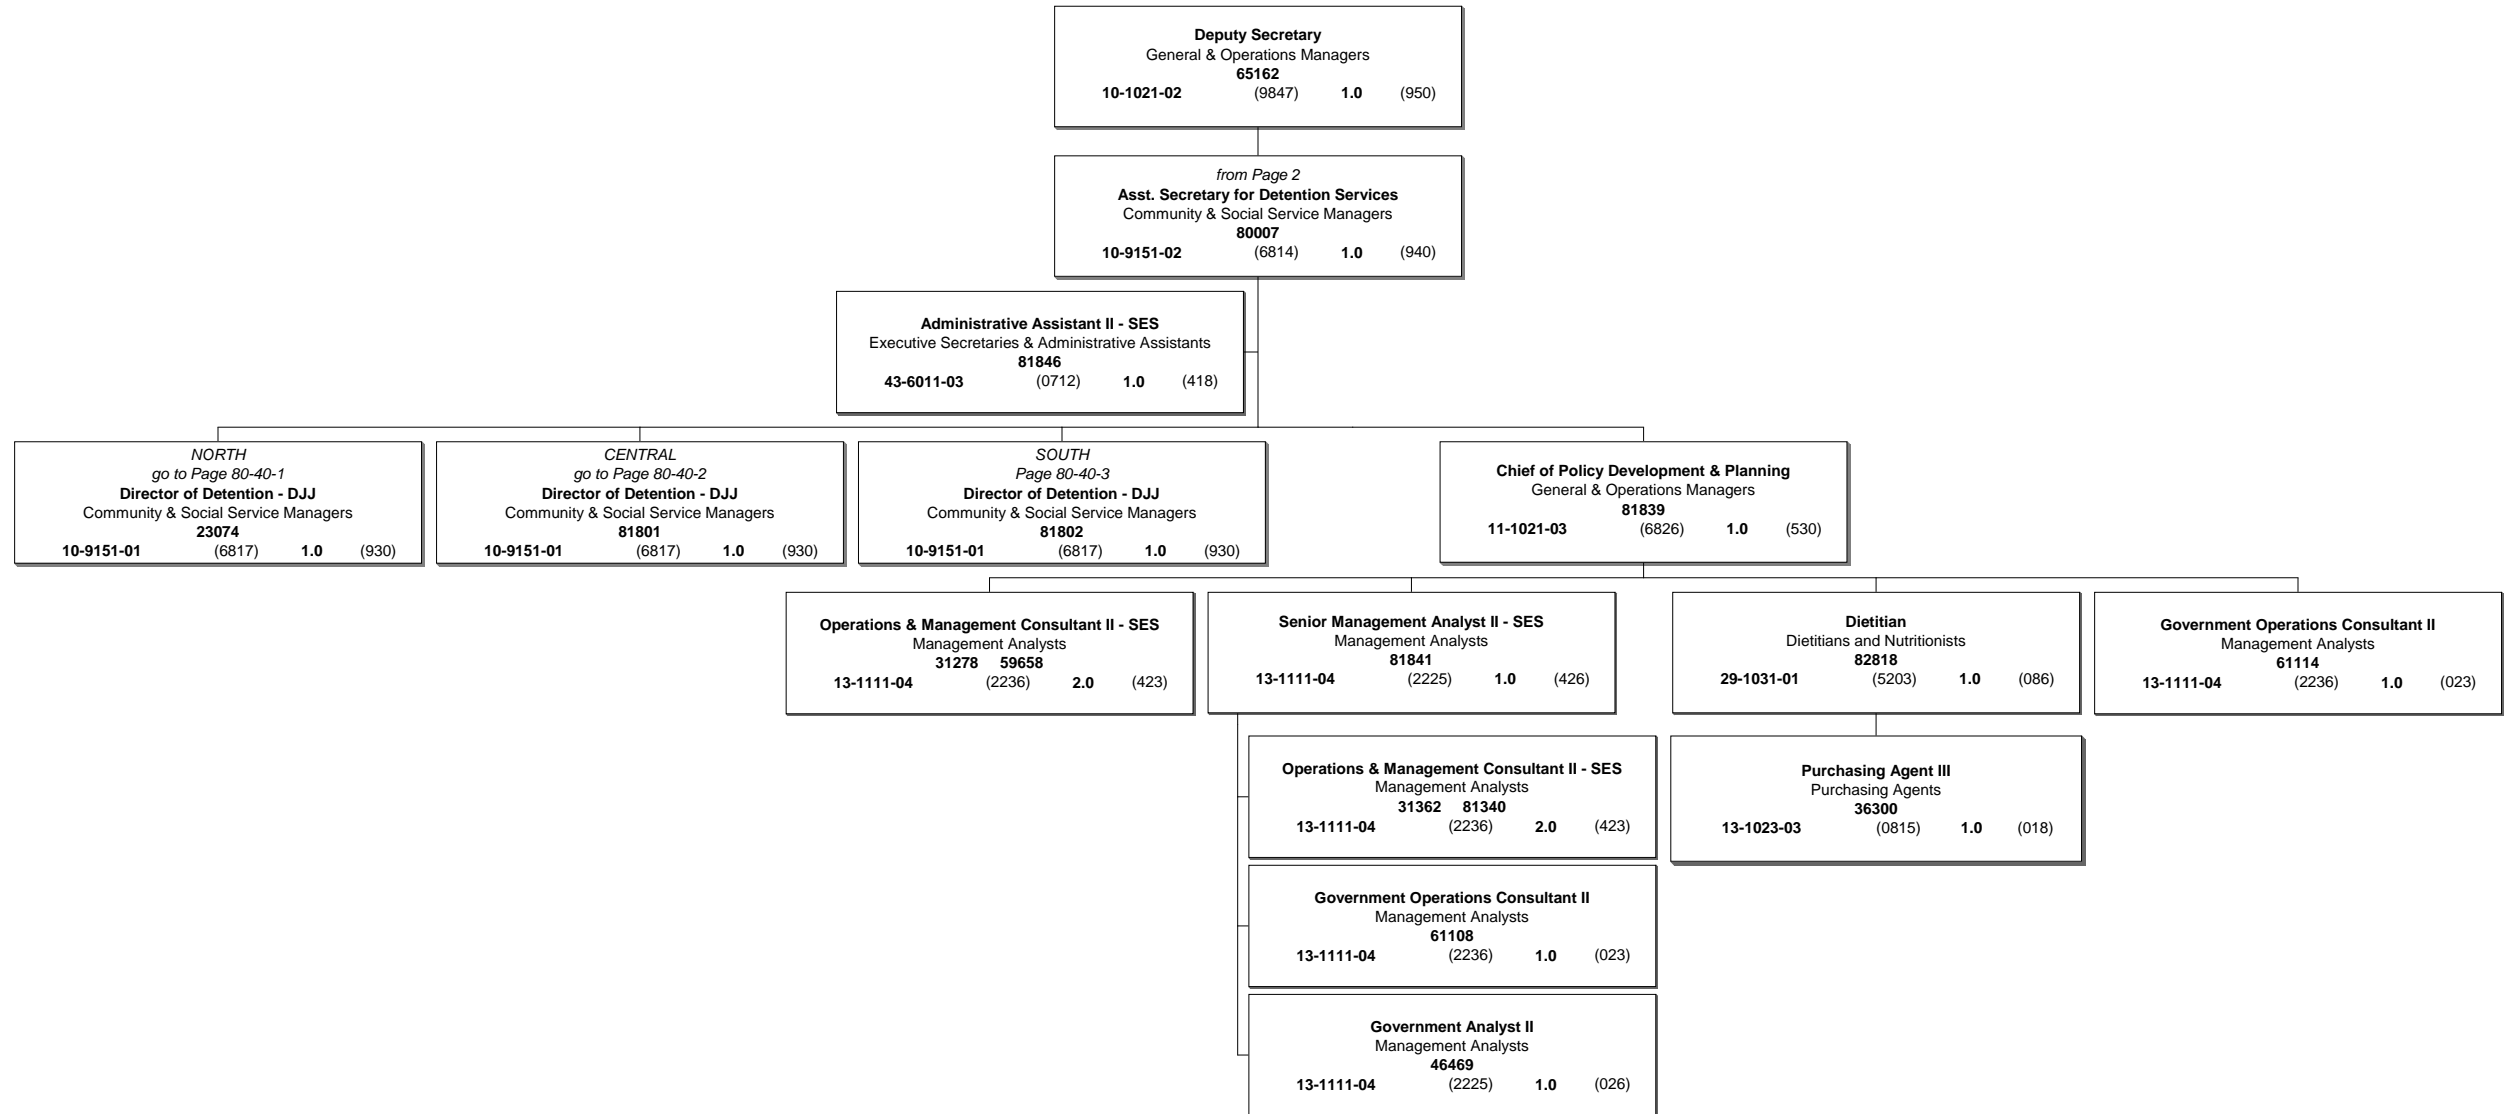 Deputy Secretary
General & Operations Managers
65162
10-1021-02 (9847) 1.0 (950)
from Page 2
Asst. Secretary for Detention Services
Community & Social Service Managers
80007
10-9151-02 (6814) 1.0 (940)
Administrative Assistant II - SES
Executive Secretaries & Administrative Assistants
81846
43-6011-03 (0712) 1.0 (418)
NORTH
go to Page 80-40-1
Director of Detention - DJJ
Community & Social Service Managers
23074
10-9151-01 (6817) 1.0 (930)
CENTRAL
go to Page 80-40-2
Director of Detention - DJJ
Community & Social Service Managers
81801
10-9151-01 (6817) 1.0 (930)
SOUTH
Page 80-40-3
Director of Detention - DJJ
Community & Social Service Managers
81802
10-9151-01 (6817) 1.0 (930)
Chief of Policy Development & Planning
General & Operations Managers
81839
11-1021-03 (6826) 1.0 (530)
Operations & Management Consultant II - SES
Management Analysts
31278 59658
13-1111-04 (2236) 2.0 (423)
Senior Management Analyst II - SES
Management Analysts
81841
13-1111-04 (2225) 1.0 (426)
Dietitian
Dietitians and Nutritionists
82818
29-1031-01 (5203) 1.0 (086)
Government Operations Consultant II
Management Analysts
61114
13-1111-04 (2236) 1.0 (023)
Operations & Management Consultant II - SES
Management Analysts
31362 81340
13-1111-04 (2236) 2.0 (423)
Purchasing Agent III
Purchasing Agents
36300
13-1023-03 (0815) 1.0 (018)
Government Operations Consultant II
Management Analysts
61108
13-1111-04 (2236) 1.0 (023)
Government Analyst II
Management Analysts
46469
13-1111-04 (2225) 1.0 (026)